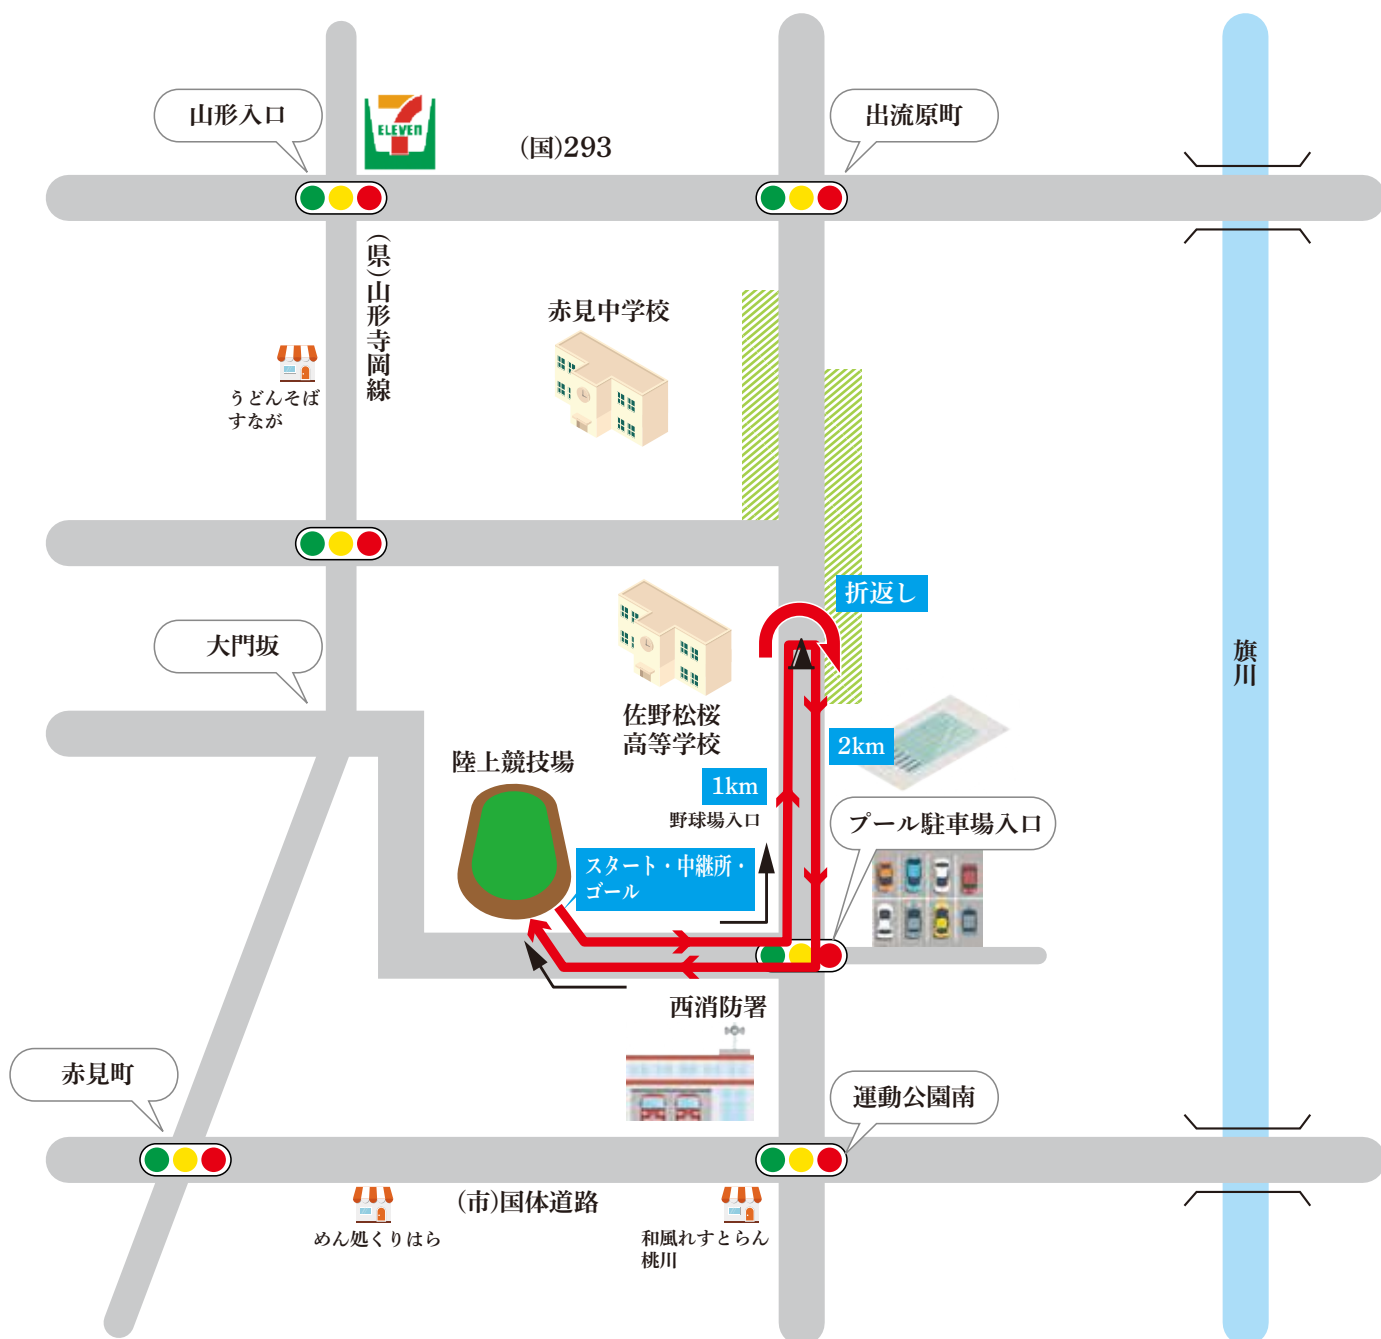 山形入口
ELEVEN
(国)293
出流原町
(県)山形寺岡線
赤見中学校
うどんそば
すなが
折返し
大門坂
佐野松桜
高等学校
旗川
2km
陸上競技場
1km
野球場入口
プール駐車場入口
スタート・中継所・
ゴール
西消防署
赤見町
運動公園南
(市)国体道路
めん処くりはら
和風れすとらん
桃川